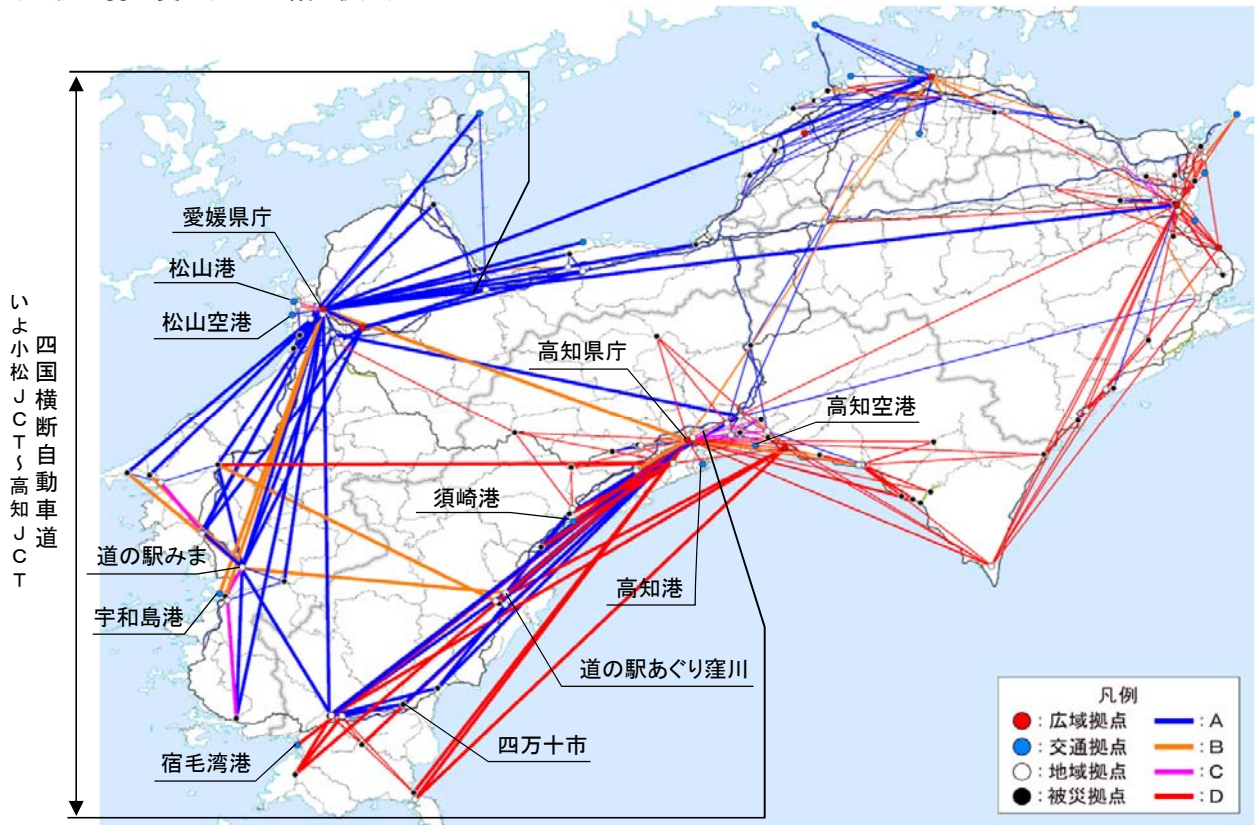 愛媛県庁
松山港
松山空港
四国横断自動車道
いよ小松JCT～高知JCT
高知県庁
高知空港
須崎港
道の駅みま
宇和島港
高知港
道の駅あぐり窪川
四万十市
宿毛湾港
凡例
：広域拠点 ：A
：交通拠点 ：B
：地域拠点 ：C
：被災拠点 ：D